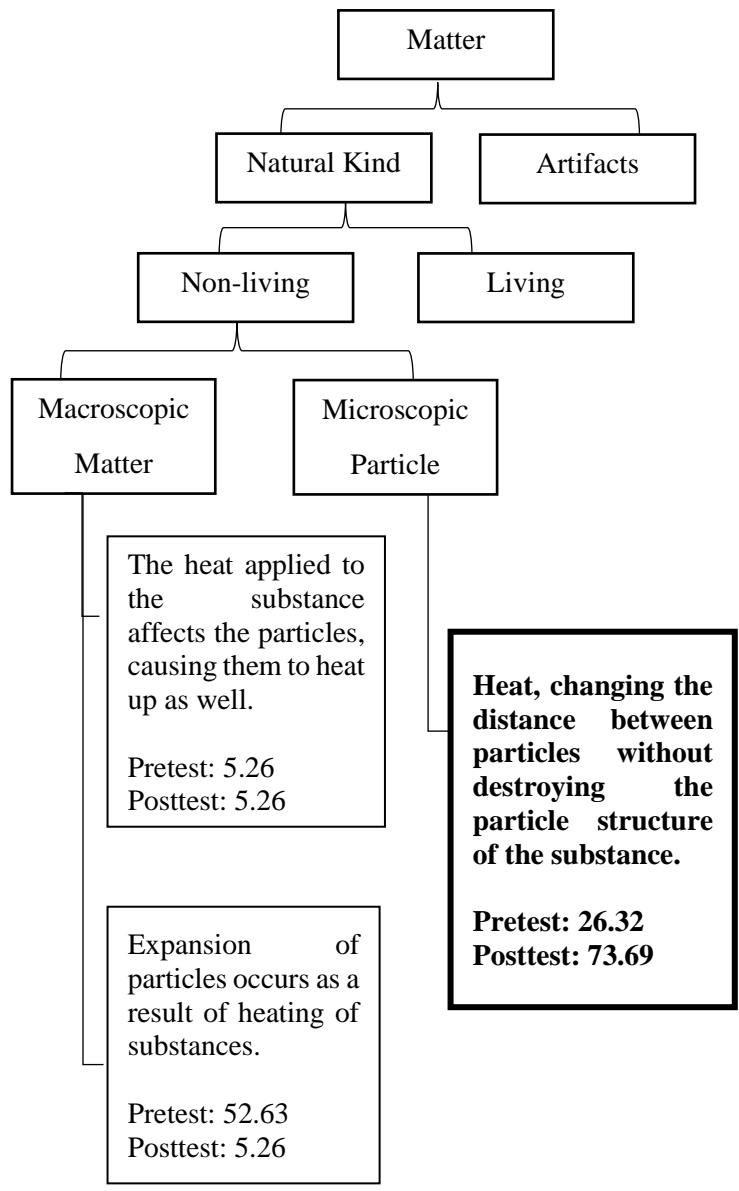 Matter
Natural Kind
Artifacts
Non-living
Living
Macroscopic
Matter
Microscopic
Particle
The heat applied to
the substance
affects the particles,
causing them to heat
up as well.
Pretest: 5.26
Posttest: 5.26
Heat, changing the
distance between
particles without
destroying the
particle structure
of the substance.
Pretest: 26.32
Posttest: 73.69
Expansion of
particles occurs as a
result of heating of
substances.
Pretest: 52.63
Posttest: 5.26